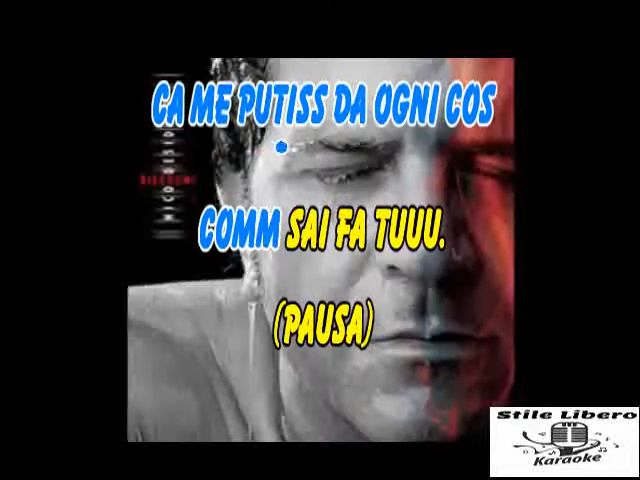 CA ME PUTISS DA OGNI COS
COMM SAI FA TUUU.
(PAUSA)
Stile Libero
Karaoke